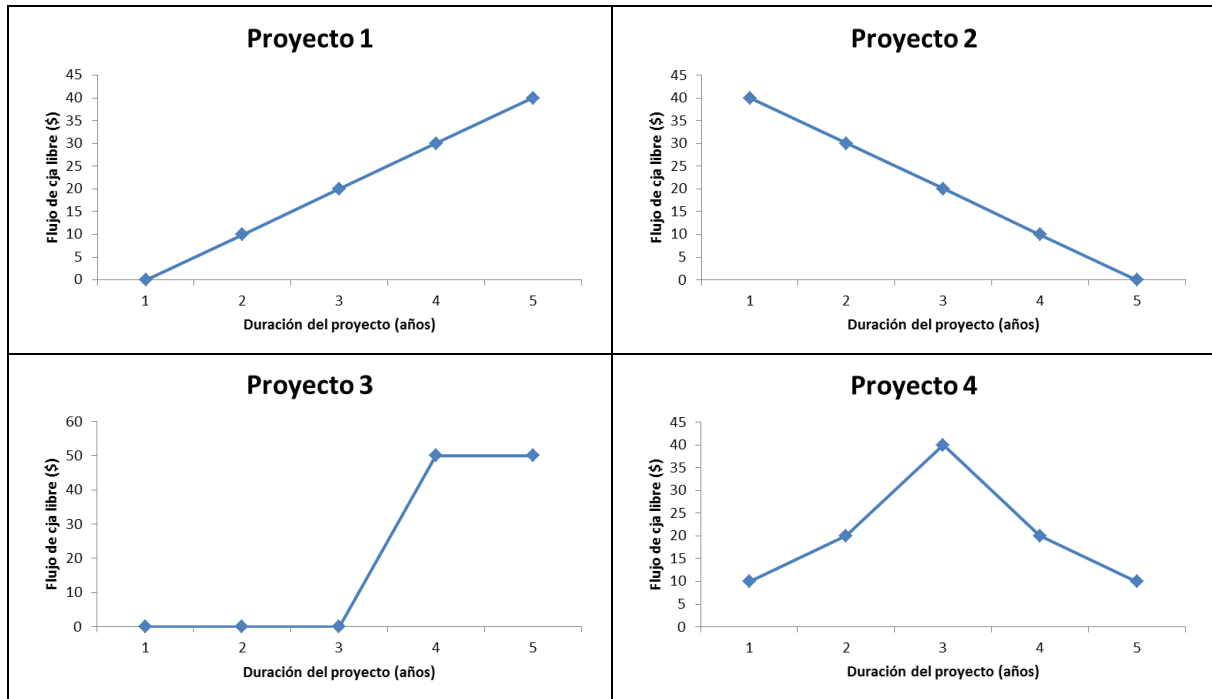 Proyecto 1
45
40
35
30
25
20
15
10
5
0
Flujo de cja libre ($)
1 2 3 4 5
Duración del proyecto (años)
Proyecto 2
45
40
35
30
25
20
15
10
5
0
Flujo de cja libre ($)
1 2 3 4 5
Duración del proyecto (años)
Proyecto 3
60
50
40
30
20
10
0
Flujo de cja libre ($)
1 2 3 4 5
Duración del proyecto (años)
Proyecto 4
45
40
35
30
25
20
15
10
5
0
Flujo de cja libre ($)
1 2 3 4 5
Duración del proyecto (años)